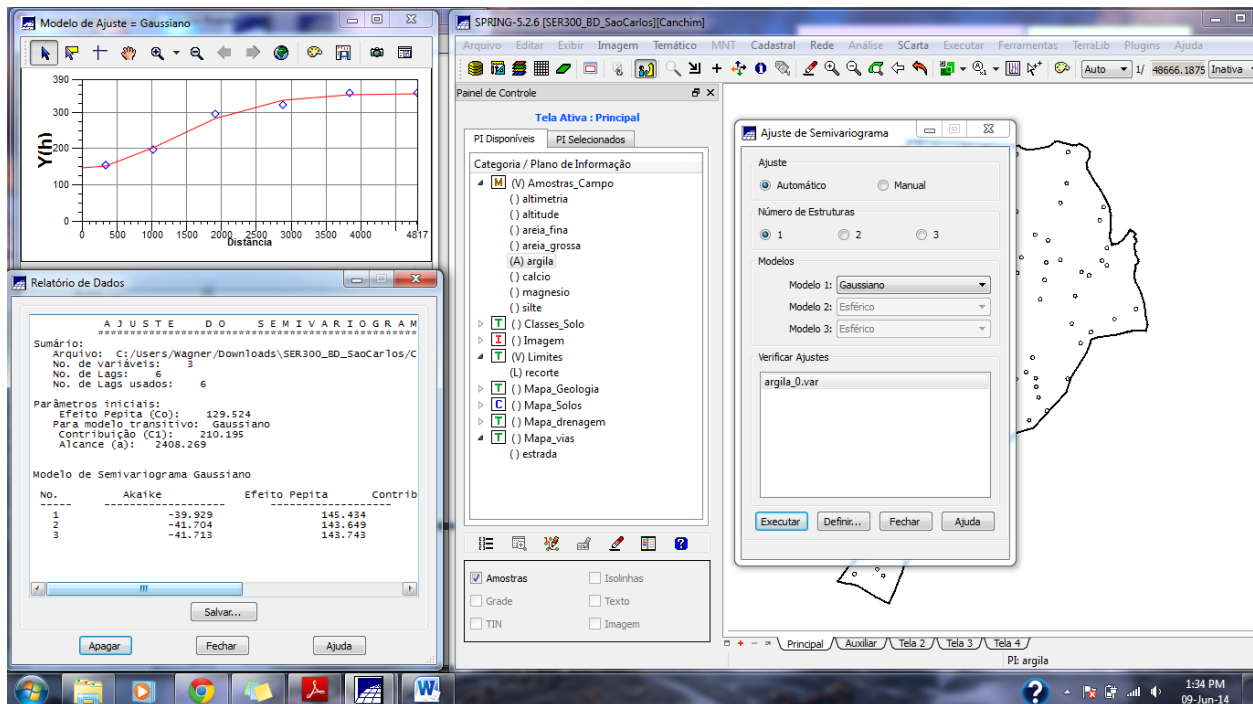 Modelo de Ajuste = Gaussiano
390
300
200
100
0
Y(h)
0 500 1000 1500 2000 2500 3000 3500 4000 4817
Distância
Relatório de Dados
A J U S T E D O S E M I V A R I O G R A M
Sumário:
Arquivo: C:/Users/Wagner/Downloads\SER300_BD_SaoCarlos/C
No. de variáveis: 3
No. de Lags: 6
No. de Lags usados: 6
Parâmetros iniciais:
Efeito Pepita (Co): 129.524
Para modelo transitivo: Gaussiano
Contribuição (C1): 210.195
Alcance (a): 2408.269
Modelo de Semivariograma Gaussiano
No. Akaike Efeito Pepita Contrib
1 -39.929 145.434
2 -41.704 143.649
3 -41.713 143.743
Salvar...
Apagar Fechar Ajuda
SPRING-5.2.6 [SER300_BD_SaoCarlos][Canchim]
Arquivo Editar Exibir Imagem Temático MNT Cadastral Rede Análise SCarta Executar Ferramentas TerraLib Plugins Ajuda
Auto 1/ 48666.1875 Inativa
Painel de Controle
Tela Ativa : Principal
PI Disponíveis PI Selecionados
Categoria / Plano de Informação
M (V) Amostras_Campo
( ) altimetria
( ) altitude
( ) areia_fina
( ) areia_grossa
(A) argila
( ) calcio
( ) magnesio
( ) silte
T ( ) Classes_Solo
I ( ) Imagem
T (V) Limites
(L) recorte
T ( ) Mapa_Geologia
C ( ) Mapa_Solos
T ( ) Mapa_drenagem
T ( ) Mapa_vias
( ) estrada
Amostras Isolinhas
Grade Texto
TIN Imagem
Ajuste de Semivariograma
Ajuste
Automático Manual
Número de Estruturas
1 2 3
Modelos
Modelo 1: Gaussiano
Modelo 2: Esférico
Modelo 3: Esférico
Verificar Ajustes
argila_0.var
Executar Definir... Fechar Ajuda
Principal Auxiliar Tela 2 Tela 3 Tela 4
PI: argila
1:34 PM
09-Jun-14